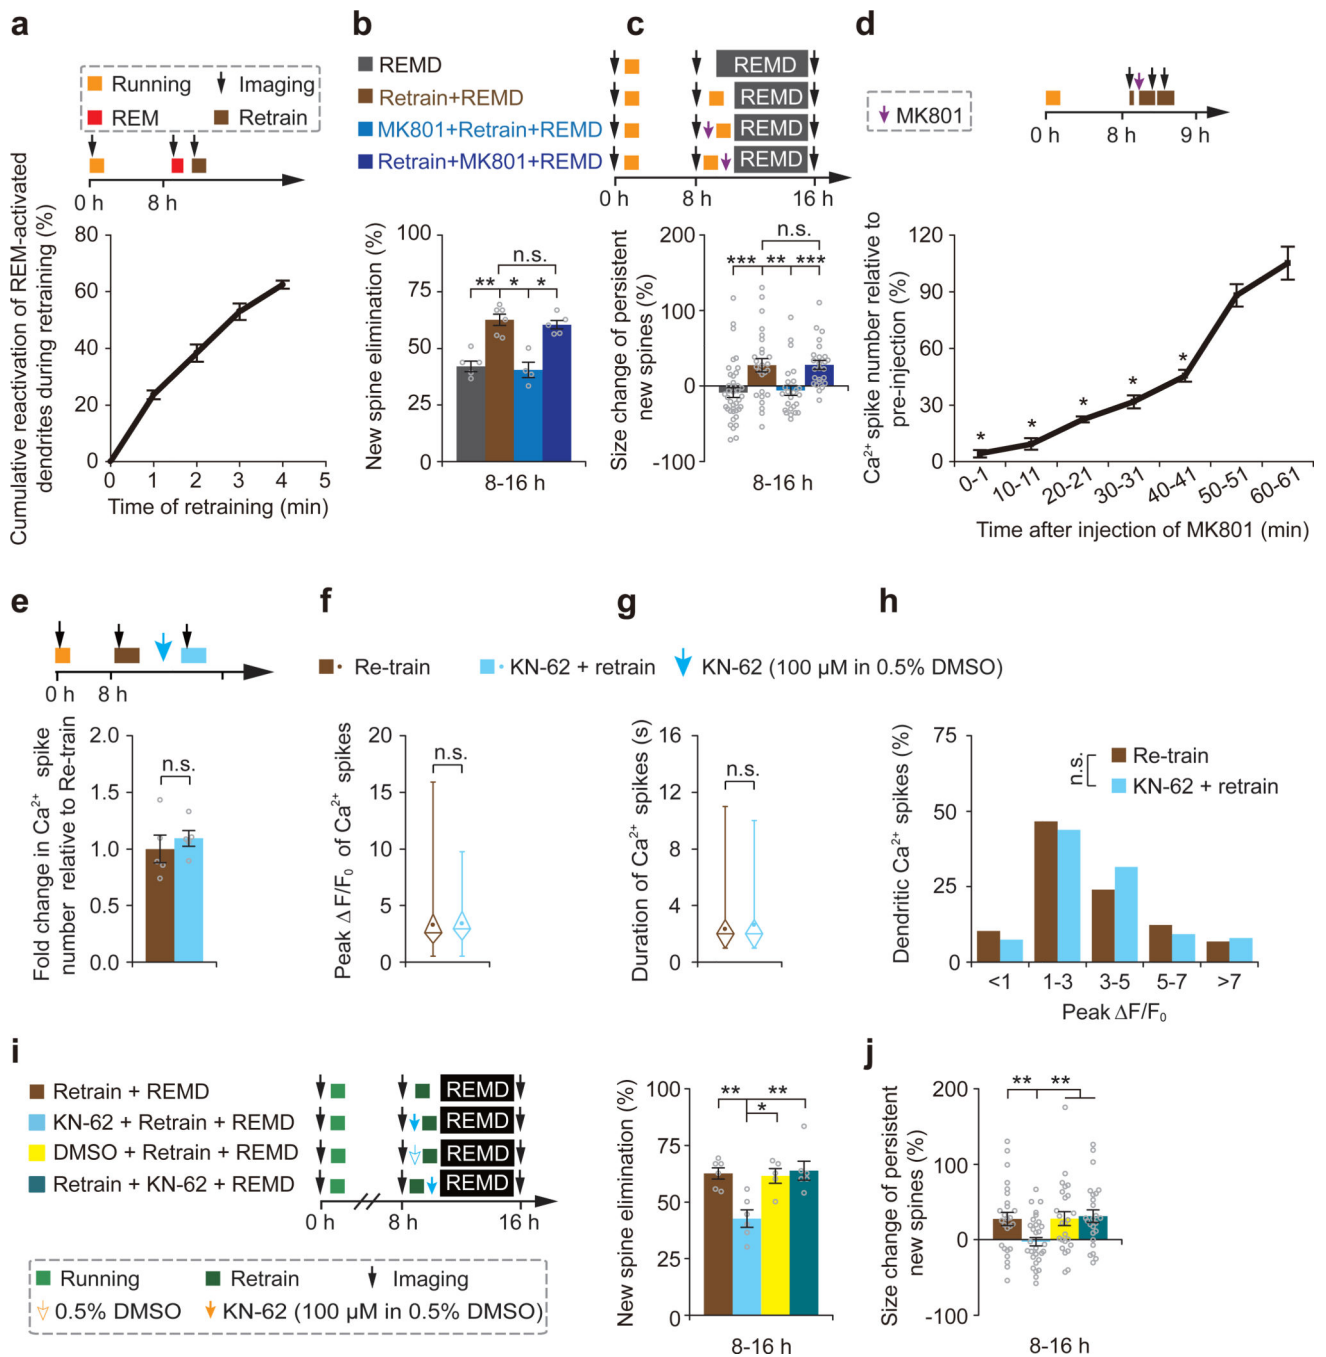 a
Running
Imaging
REM
Retrain
0 h
8 h
Cumulative reactivation of REM-activated
dendrites during retraining (%)
80
60
40
20
0
0
1
2
3
4
5
Time of retraining (min)
b
REMD
Retrain+REMD
MK801+Retrain+REMD
Retrain+MK801+REMD
New spine elimination (%)
100
75
50
25
0
n.s.
**
*
*
8-16 h
c
REMD
REMD
REMD
REMD
0 h
8 h
16 h
Size change of persistent
new spines (%)
200
100
0
-100
n.s.
***
**
***
8-16 h
d
MK801
0 h
8 h
9 h
Ca²⁺ spike number relative to
pre-injection (%)
120
90
60
30
0
*
*
*
*
*
0-1
10-11
20-21
30-31
40-41
50-51
60-61
Time after injection of MK801 (min)
e
0 h
8 h
Fold change in Ca²⁺ spike
number relative to Re-train
2.0
1.5
1.0
0.5
0.0
n.s.
f
Re-train
KN-62 + retrain
KN-62 (100 µM in 0.5% DMSO)
Peak ΔF/F₀ of Ca²⁺ spikes
20
15
10
5
0
n.s.
g
Duration of Ca²⁺ spikes (s)
16
12
8
4
0
n.s.
h
Dendritic Ca²⁺ spikes (%)
75
50
25
0
n.s.
Re-train
KN-62 + retrain
<1
1-3
3-5
5-7
>7
Peak ΔF/F₀
i
Retrain + REMD
KN-62 + Retrain + REMD
DMSO + Retrain + REMD
Retrain + KN-62 + REMD
REMD
REMD
REMD
REMD
0 h
8 h
16 h
Running
Retrain
Imaging
0.5% DMSO
KN-62 (100 µM in 0.5% DMSO)
New spine elimination (%)
100
75
50
25
0
**
**
*
8-16 h
j
Size change of persistent
new spines (%)
200
100
0
-100
**
**
8-16 h